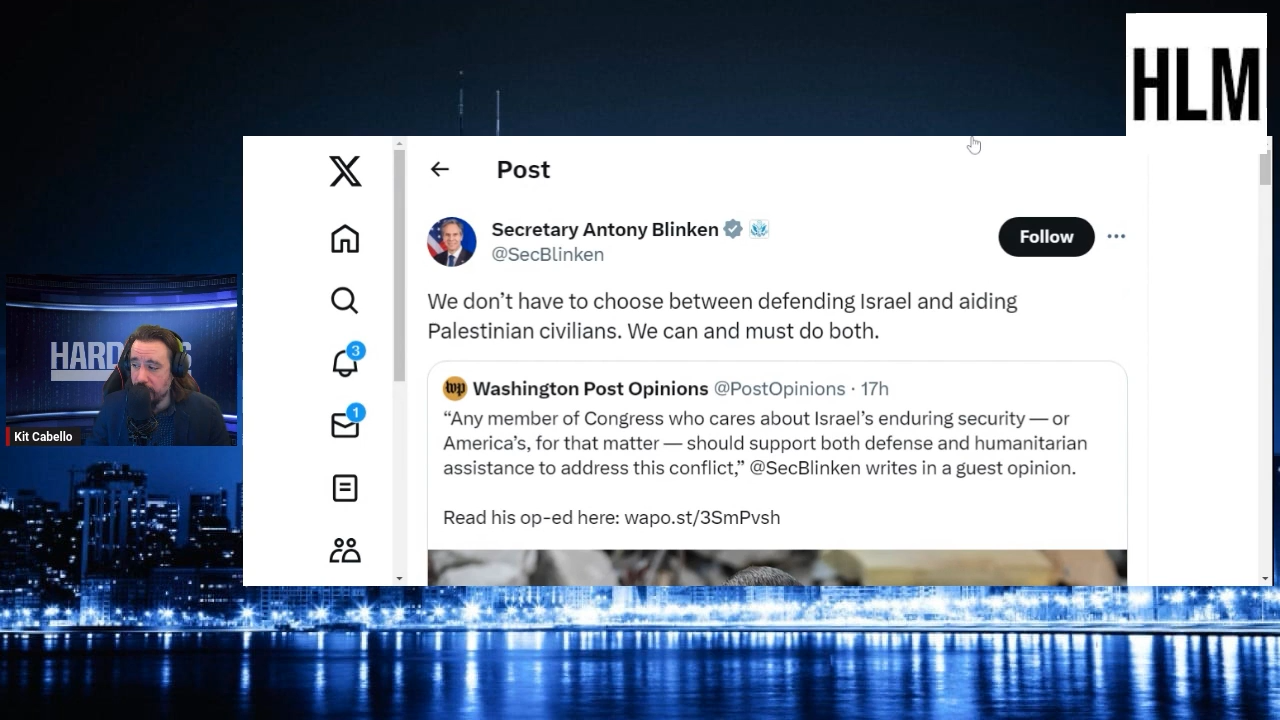 HLM
Post
Secretary Antony Blinken
@SecBlinken
Follow
We don’t have to choose between defending Israel and aiding
Palestinian civilians. We can and must do both.
wp Washington Post Opinions @PostOpinions · 17h
“Any member of Congress who cares about Israel’s enduring security — or
America’s, for that matter — should support both defense and humanitarian
assistance to address this conflict,” @SecBlinken writes in a guest opinion.
Read his op-ed here: wapo.st/3SmPvsh
3
1
HARD
Kit Cabello